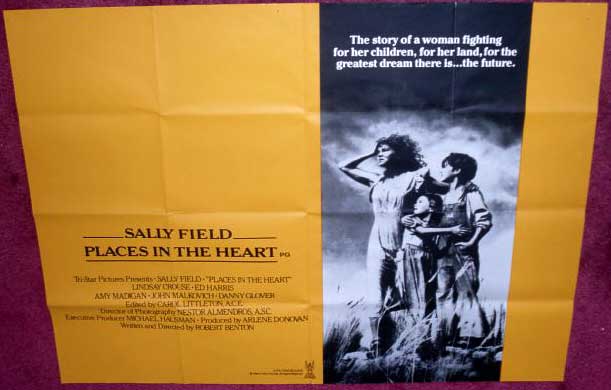 The story of a woman fighting
for her children, for her land, for the
greatest dream there is...the future.
SALLY FIELD
PLACES IN THE HEART PG
Tri-Star Pictures Presents · SALLY FIELD · "PLACES IN THE HEART"
LINDSAY CROUSE · ED HARRIS
AMY MADIGAN · JOHN MALKOVICH · DANNY GLOVER
Edited by CAROL LITTLETON, A.C.E.
Director of Photography NESTOR ALMENDROS, A.S.C.
Executive Producer MICHAEL HAUSMAN · Produced by ARLENE DONOVAN
Written and Directed by ROBERT BENTON